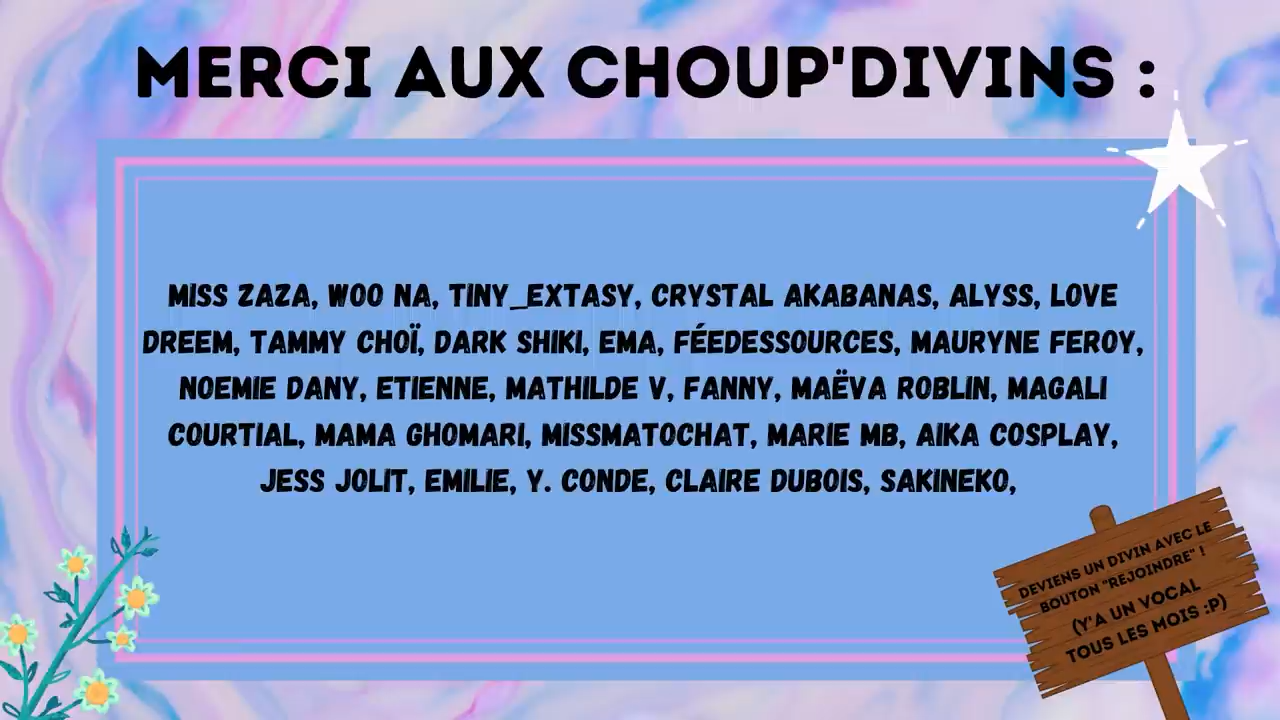 MERCI AUX CHOUP'DIVINS :
MISS ZAZA, WOO NA, TINY_EXTASY, CRYSTAL AKABANAS, ALYSS, LOVE
DREEM, TAMMY CHOÏ, DARK SHIKI, EMA, FÉEDESSOURCES, MAURYNE FEROY,
NOEMIE DANY, ETIENNE, MATHILDE V, FANNY, MAËVA ROBLIN, MAGALI
COURTIAL, MAMA GHOMARI, MISSMATOCHAT, MARIE MB, AIKA COSPLAY,
JESS JOLIT, EMILIE, Y. CONDE, CLAIRE DUBOIS, SAKINEKO,
DEVIENS UN DIVIN AVEC LE
BOUTON "REJOINDRE" !
(Y'A UN VOCAL
TOUS LES MOIS :P)